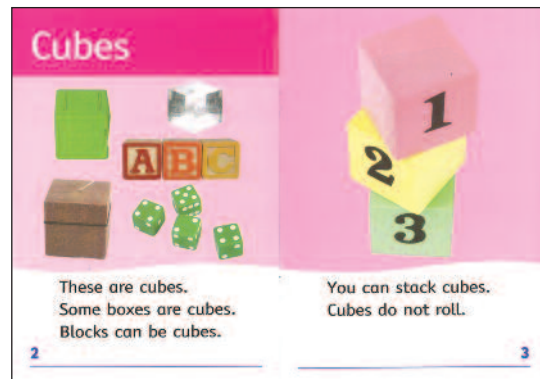 Cubes
A B C
These are cubes.
Some boxes are cubes.
Blocks can be cubes.
2
1
2
3
You can stack cubes.
Cubes do not roll.
3